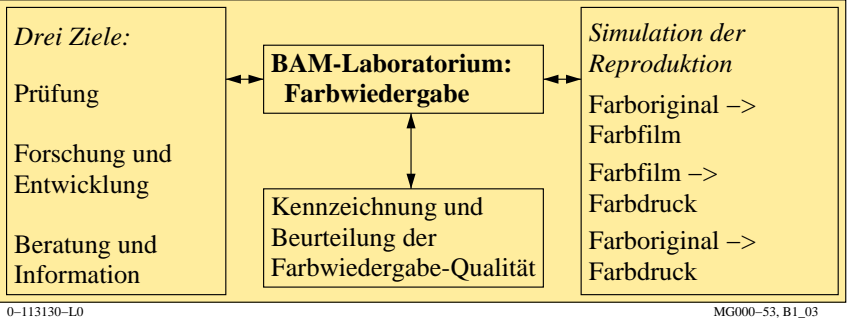 Drei Ziele:
Prüfung
Forschung und
Entwicklung
Beratung und
Information
BAM-Laboratorium:
Farbwiedergabe
Kennzeichnung und
Beurteilung der
Farbwiedergabe-Qualität
Simulation der
Reproduktion
Farboriginal −>
Farbfilm
Farbfilm −>
Farbdruck
Farboriginal −>
Farbdruck
0−113130−L0
MG000−53, B1_03